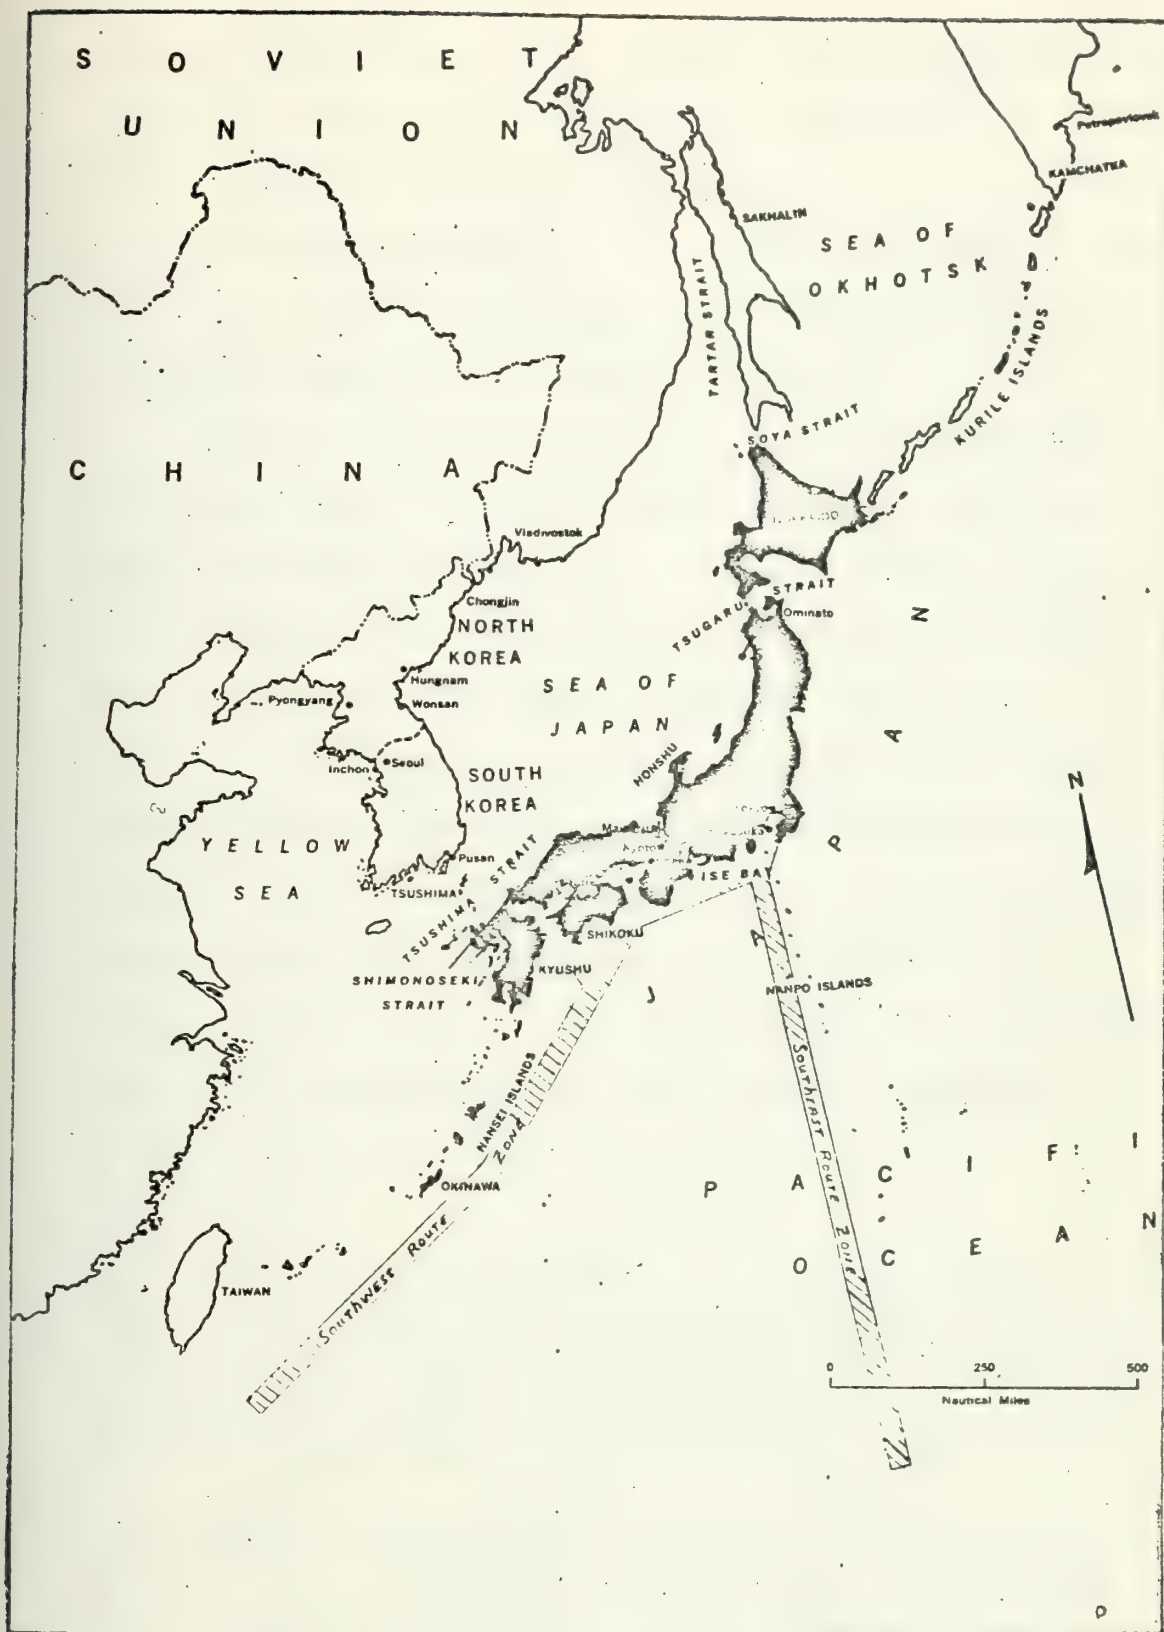 S O V I E T
U N I O N
Petropavlovsk
KAMCHATKA
SAKHALIN
SEA OF
OKHOTSK
TARTAR STRAIT
KURILE ISLANDS
SOYA STRAIT
C H I N A
Vladivostok
Chongjin
NORTH
KOREA
TSUGARU STRAIT
Ominato
Hungnam
Pyongyang
Wonsan
SEA OF
JAPAN
Inchon
Seoul
HONSHU
SOUTH
KOREA
N
YELLOW
SEA
Kyoto
Pusan
ISE BAY
TSUSHIMA
TSUSHIMA STRAIT
SHIKOKU
SHIMONOSEKI
STRAIT
KYUSHU
J A P A N
NANPO ISLANDS
NANSEI ISLANDS
Southeast Route Zone
OKINAWA
Southwest Route Zone
TAIWAN
P A C I F I
O C E A N
0 250 500
Nautical Miles